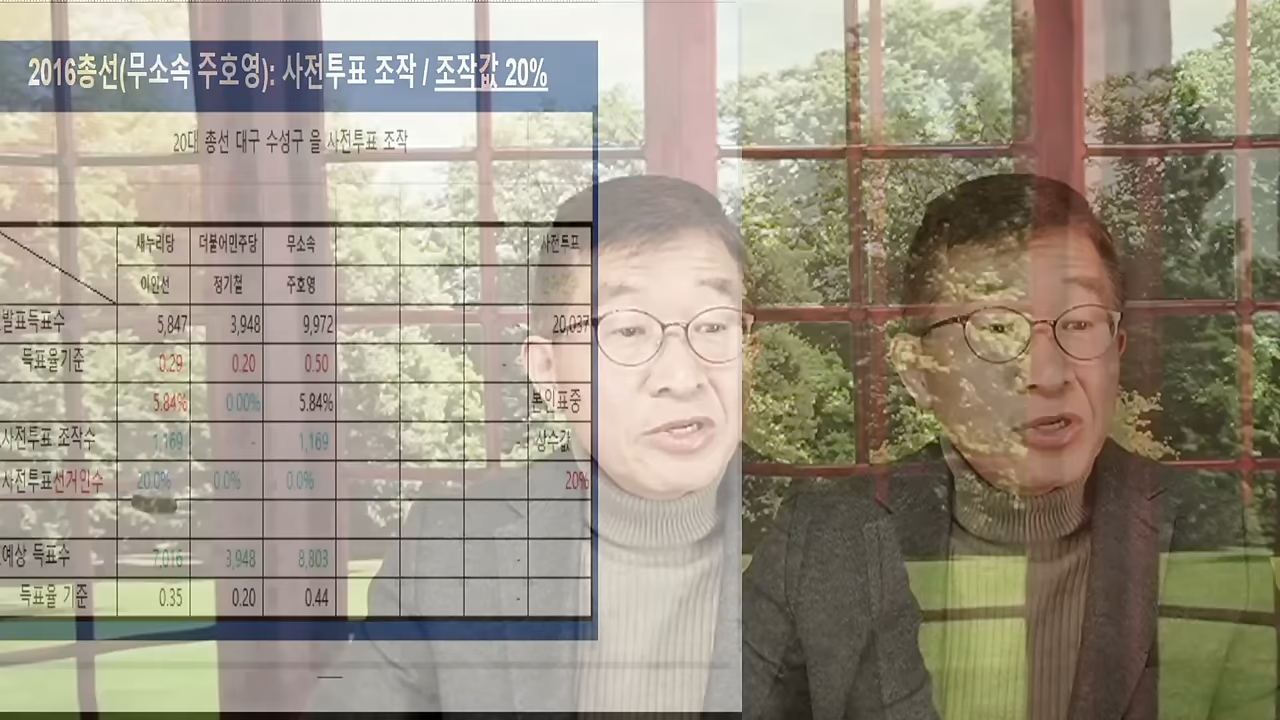 2016총선(무소속 주호영): 사전투표 조작 / 조작값 20%
20대 총선 대구 수성구 을 사전투표 조작
새누리당 더불어민주당 무소속 사전투표
이인선 정기철 주호영
발표득표수 5,847 3,948 9,972 20,037
득표율기준 0.29 0.20 0.50 -
5.84% 0.00% 5.84% 본인표중
사전투표 조작수 1,169 - 1,169 - 상수값
사전투표선거인수 20.0% 0.0% 0.0% 20%
예상 득표수 7,016 3,948 8,803 -
득표율 기준 0.35 0.20 0.44 -